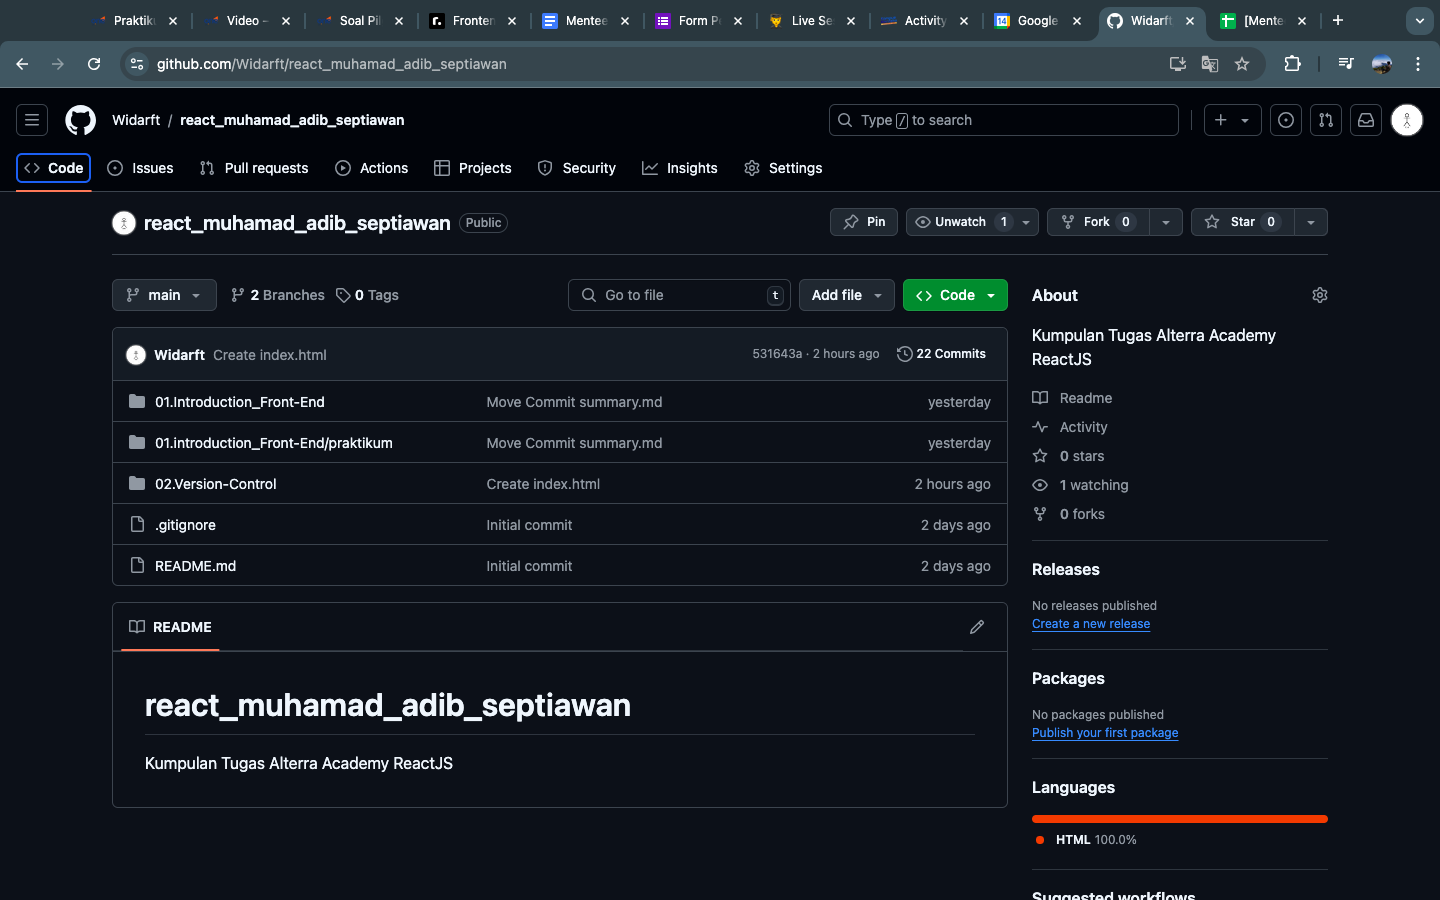 Praktiku
Video –
Soal Pil
Fronten
Mentee
Form Pe
Live Se
Activity
Google
Widarft
[Mente
github.com/Widarft/react_muhamad_adib_septiawan
Widarft / react_muhamad_adib_septiawan
Type / to search
Code
Issues
Pull requests
Actions
Projects
Security
Insights
Settings
react_muhamad_adib_septiawan Public
Pin
Unwatch 1
Fork 0
Star 0
main
2 Branches
0 Tags
Go to file t
Add file
Code
Widarft Create index.html 531643a · 2 hours ago 22 Commits
01.Introduction_Front-End Move Commit summary.md yesterday
01.introduction_Front-End/praktikum Move Commit summary.md yesterday
02.Version-Control Create index.html 2 hours ago
.gitignore Initial commit 2 days ago
README.md Initial commit 2 days ago
README
react_muhamad_adib_septiawan
Kumpulan Tugas Alterra Academy ReactJS
About
Kumpulan Tugas Alterra Academy
ReactJS
Readme
Activity
0 stars
1 watching
0 forks
Releases
No releases published
Create a new release
Packages
No packages published
Publish your first package
Languages
HTML 100.0%
Suggested workflows